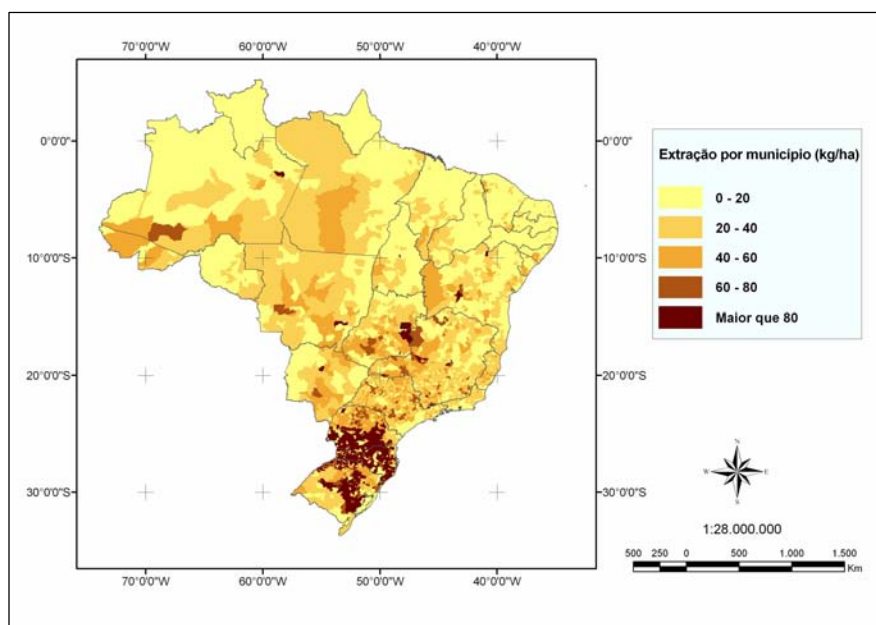 70°0'0"W 60°0'0"W 50°0'0"W 40°0'0"W
0°0'0" 0°0'0"
10°0'0"S 10°0'0"S
20°0'0"S 20°0'0"S
30°0'0"S 30°0'0"S
70°0'0"W 60°0'0"W 50°0'0"W 40°0'0"W
Extração por município (kg/ha)
0 - 20
20 - 40
40 - 60
60 - 80
Maior que 80
N
W E
S
1:28.000.000
500 250 0 500 1.000 1.500
Km